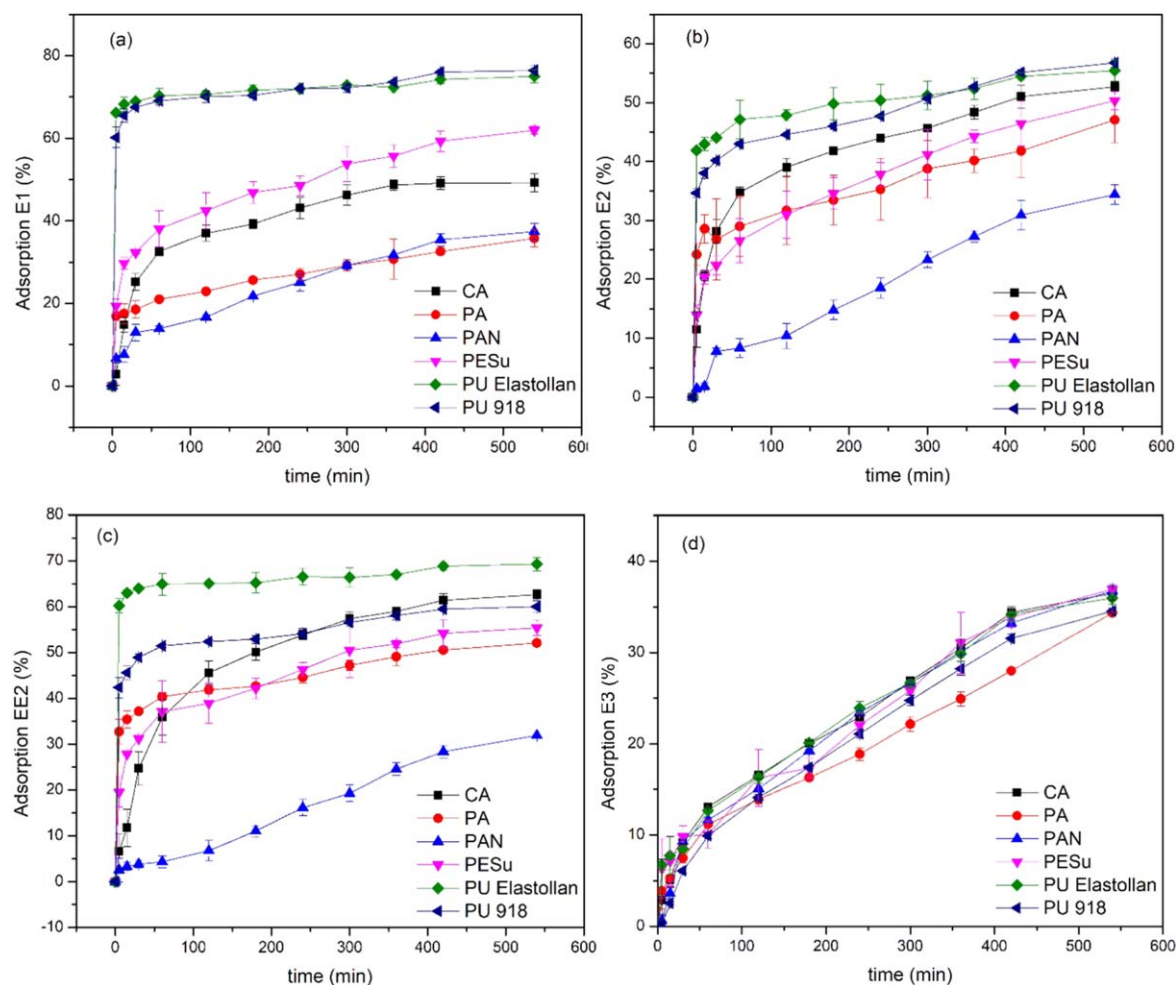 (a)
Adsorption E1 (%)
80
60
40
20
0
CA
PA
PAN
PESu
PU Elastollan
PU 918
0 100 200 300 400 500 600
time (min)
(b)
Adsorption E2 (%)
60
50
40
30
20
10
0
CA
PA
PAN
PESu
PU Elastollan
PU 918
0 100 200 300 400 500 600
time (min)
(c)
Adsorption EE2 (%)
80
70
60
50
40
30
20
10
0
-10
CA
PA
PAN
PESu
PU Elastollan
PU 918
0 100 200 300 400 500 600
time (min)
(d)
Adsorption E3 (%)
40
30
20
10
0
CA
PA
PAN
PESu
PU Elastollan
PU 918
0 100 200 300 400 500 600
time (min)